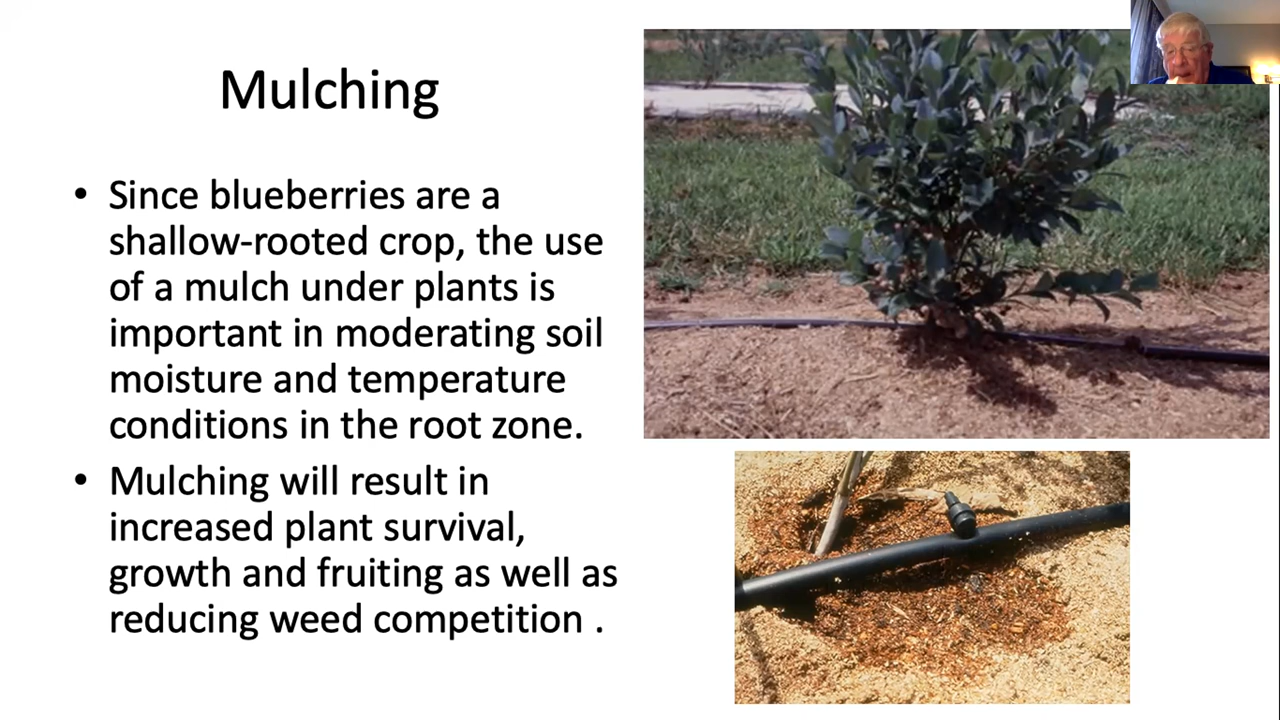 Mulching
• Since blueberries are a
shallow-rooted crop, the use
of a mulch under plants is
important in moderating soil
moisture and temperature
conditions in the root zone.
• Mulching will result in
increased plant survival,
growth and fruiting as well as
reducing weed competition .